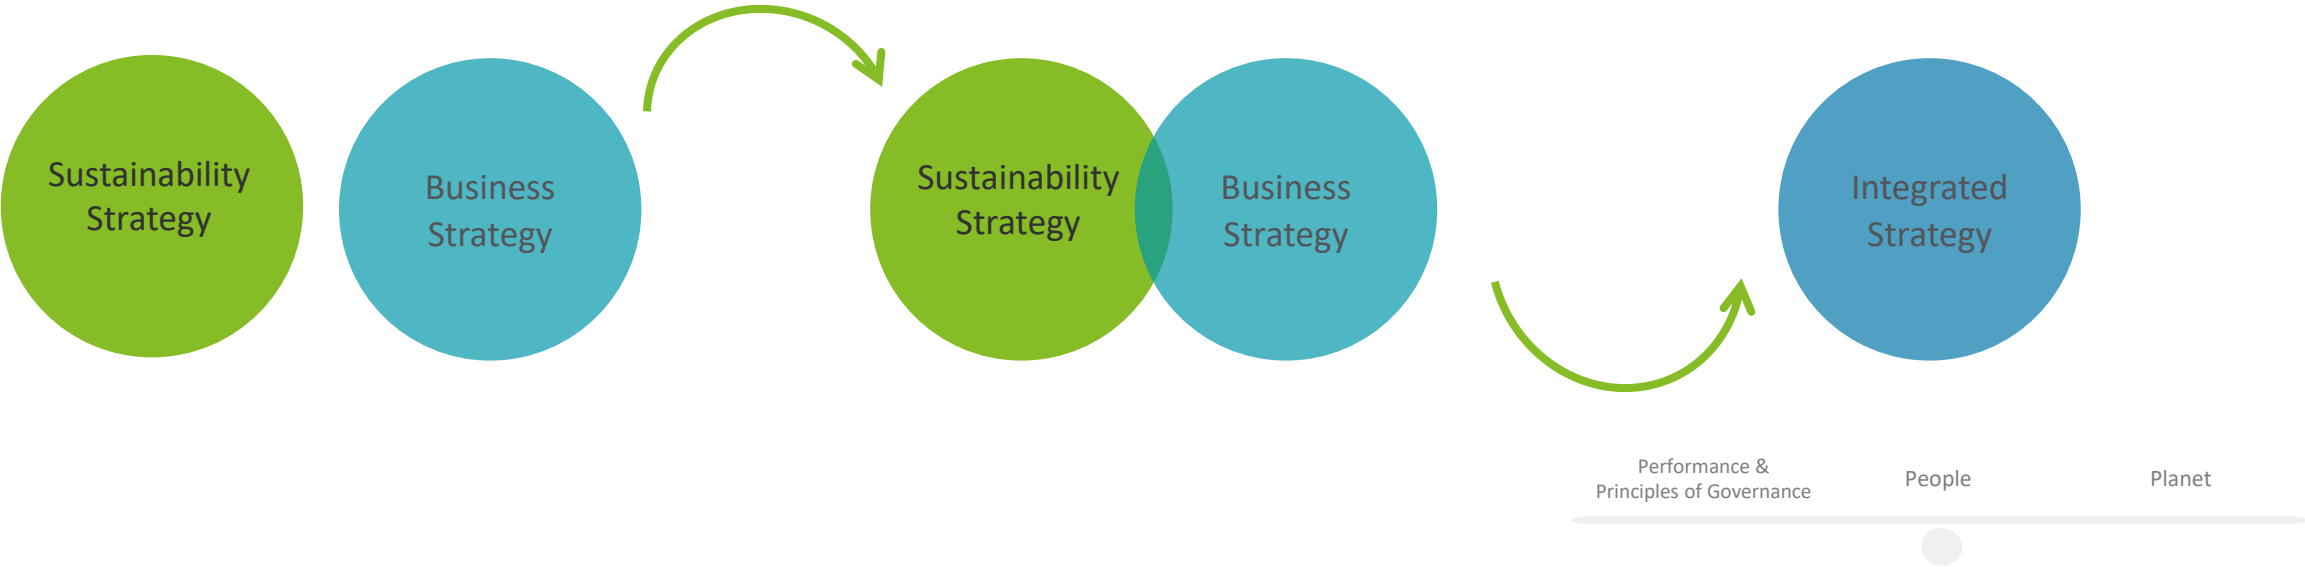 Sustainability
Strategy
Business
Strategy
Sustainability
Strategy
Business
Strategy
Integrated
Strategy
Performance &
Principles of Governance
People
Planet